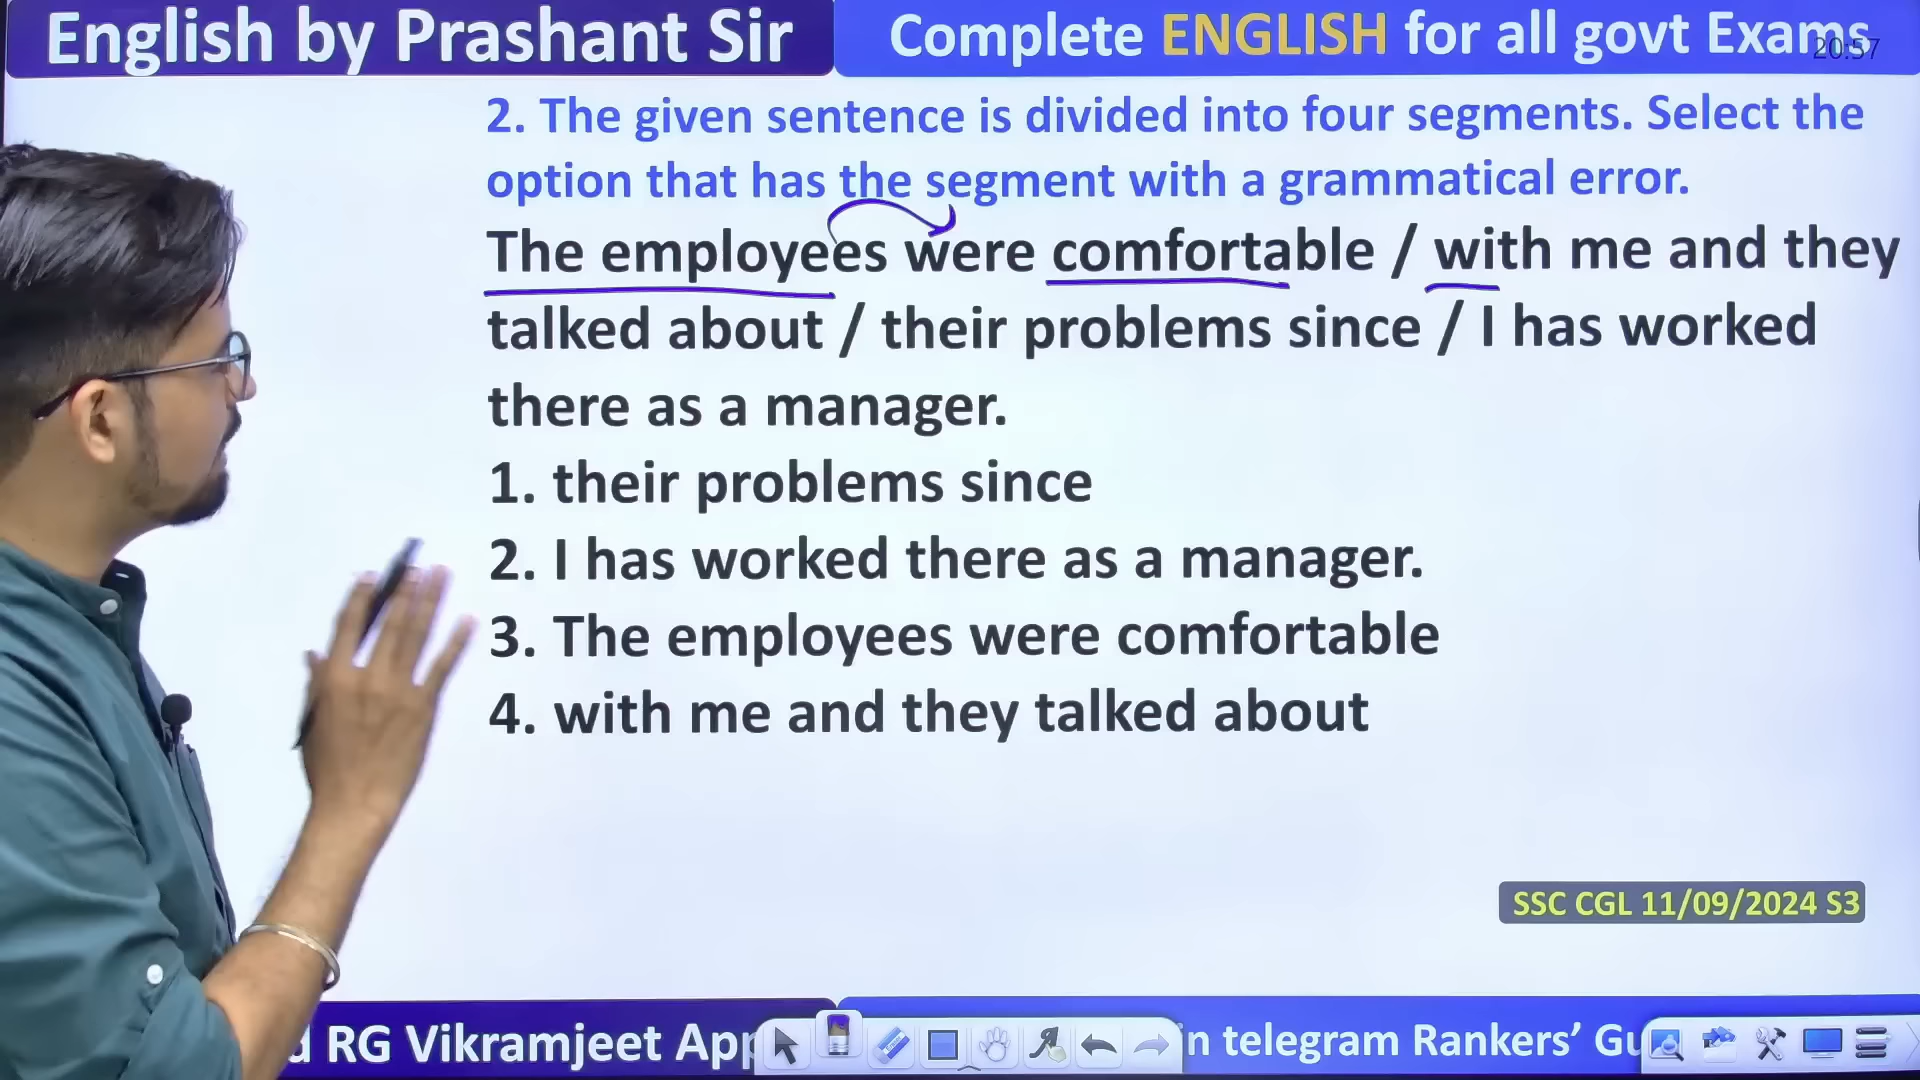 English by Prashant Sir
Complete ENGLISH for all govt Exams
20:57
2. The given sentence is divided into four segments. Select the
option that has the segment with a grammatical error.
The employees were comfortable / with me and they
talked about / their problems since / I has worked
there as a manager.
1. their problems since
2. I has worked there as a manager.
3. The employees were comfortable
4. with me and they talked about
SSC CGL 11/09/2024 S3
RG Vikramjeet App
in telegram Rankers’ Gu